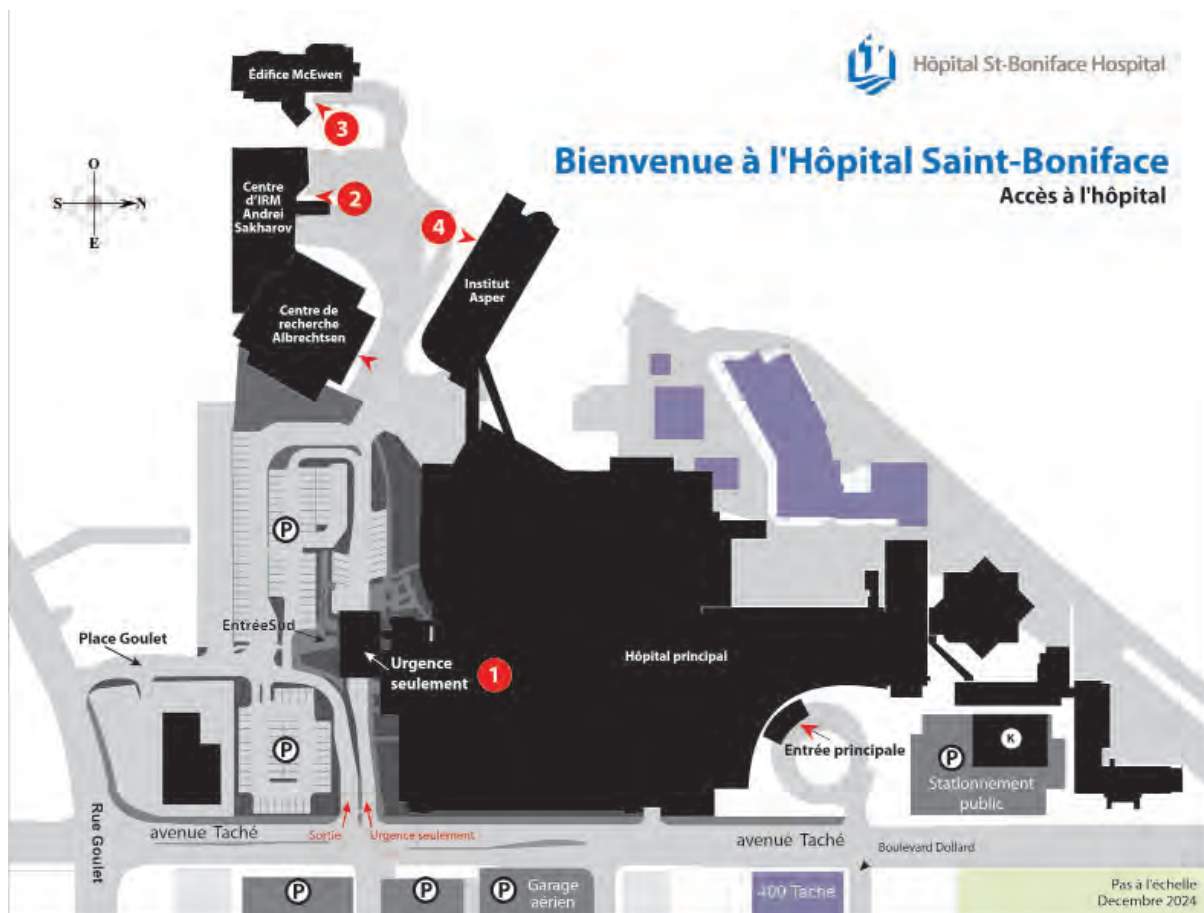 Hôpital St-Boniface Hospital
Bienvenue à l'Hôpital Saint-Boniface
Accès à l'hôpital
O
S
N
E
Édifice McEwen
3
Centre
d'IRM
Andrei
Sakharov
2
4
Institut
Asper
Centre de
recherche
Albrechtsen
P
EntréeSud
Place Goulet
Urgence
seulement
1
Hôpital principal
Entrée principale
P
P
K
Stationnement
public
Rue Goulet
avenue Taché
Sortie
Urgence seulement
avenue Taché
Boulevard Dollard
P
P
P
Garage
aérien
400 Taché
Pas à l'échelle
Decembre 2024